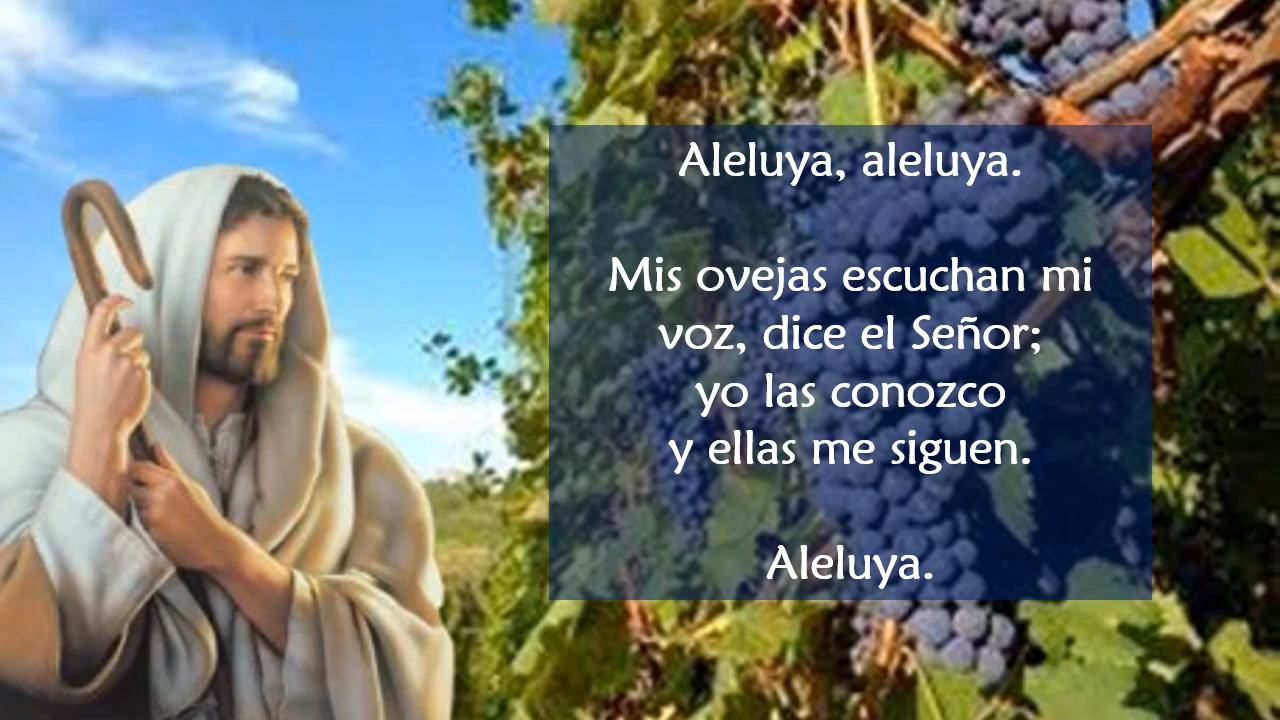 Aleluya, aleluya.
Mis ovejas escuchan mi
voz, dice el Señor;
yo las conozco
y ellas me siguen.
Aleluya.